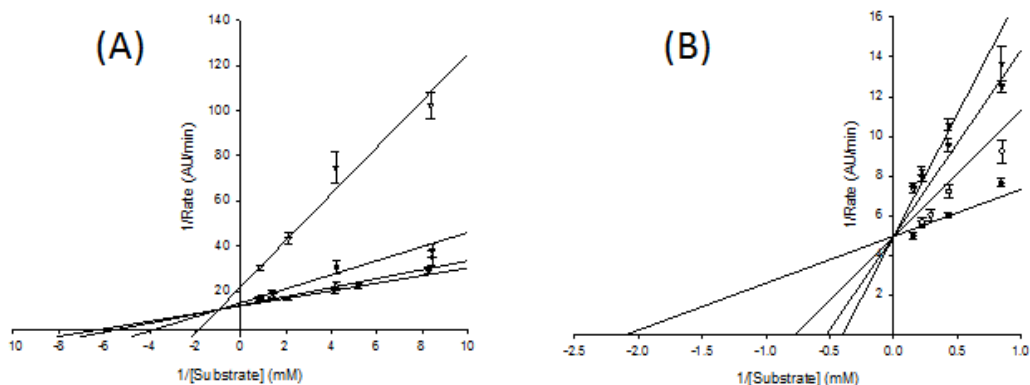 (A)
1/Rate (AU/min)
140
120
100
80
60
40
20
10 8 6 4 2 0 2 4 6 8 10
1/[Substrate] (mM)
(B)
1/Rate (AU/min)
16
14
12
10
8
6
4
2
-2.5 -2.0 -1.5 -1.0 -0.5 0.0 0.5 1.0
1/[Substrate] (mM)